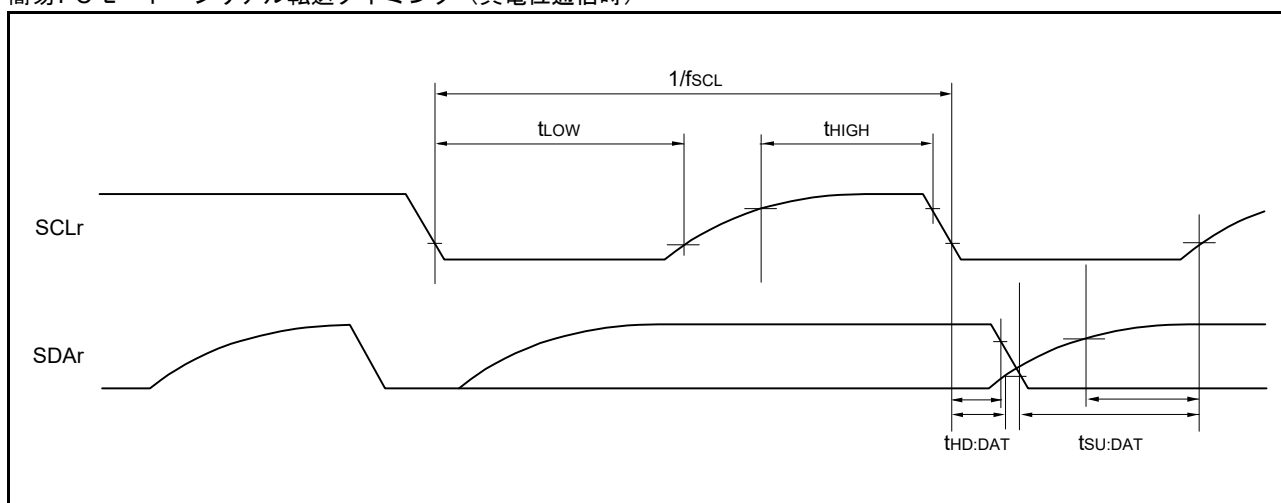 1/fSCL
tLOW
tHIGH
SCLr
SDAr
tHD:DAT
tSU:DAT